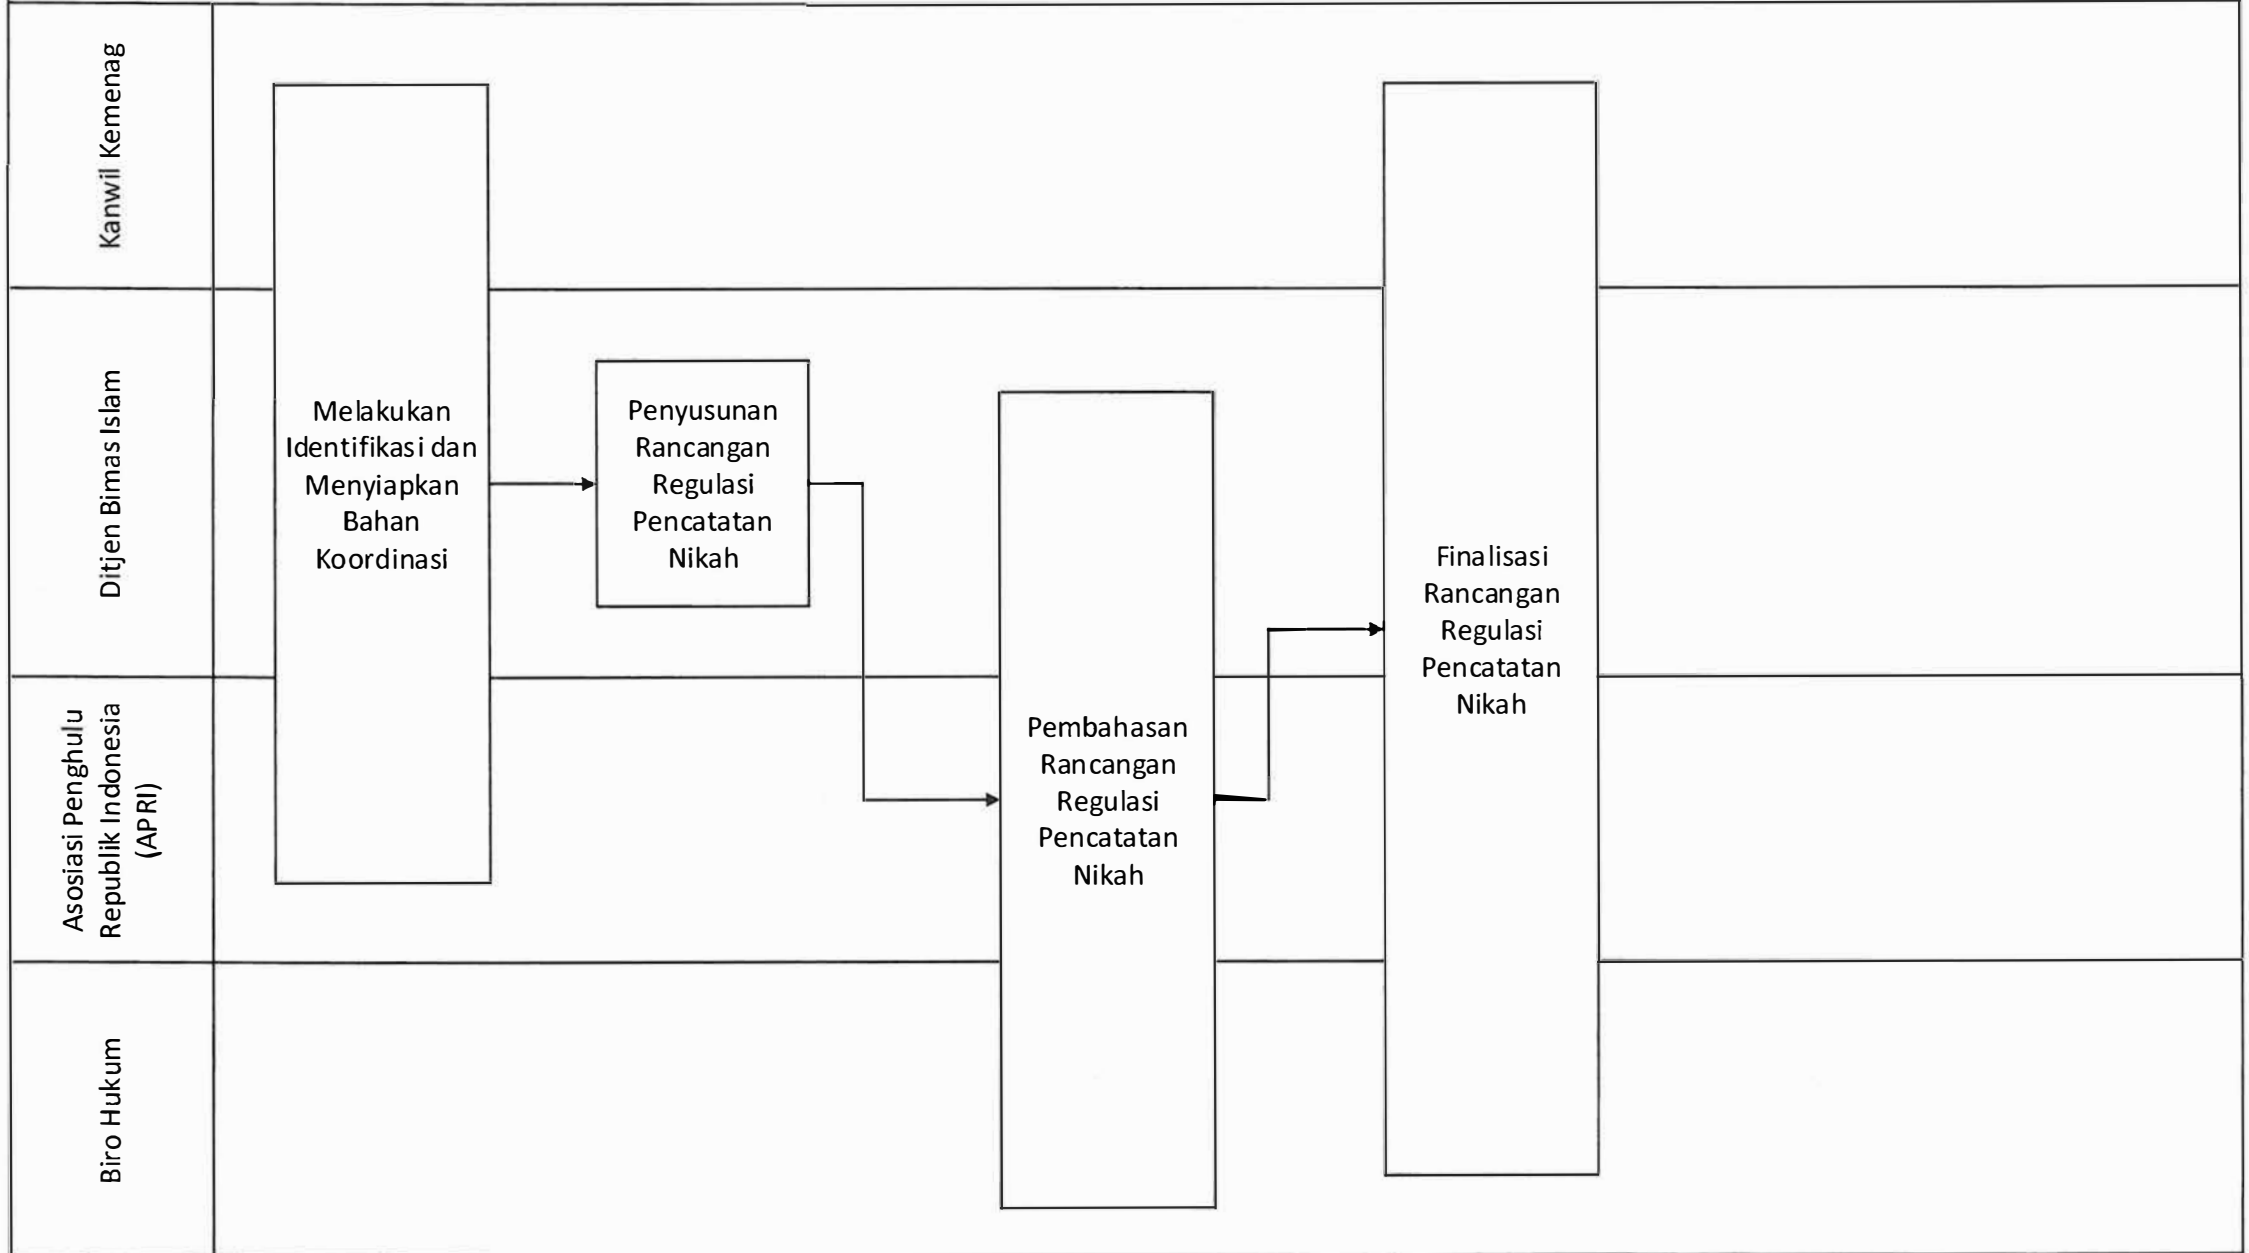 Kanwil Kemenag
Ditjen Bimas Islam
Asosiasi Penghulu
Republik Indonesia
(APRI)
Biro Hukum
Melakukan
Identifikasi dan
Menyiapkan
Bahan
Koordinasi
Penyusunan
Rancangan
Regulasi
Pencatatan
Nikah
Pembahasan
Rancangan
Regulasi
Pencatatan
Nikah
Finalisasi
Rancangan
Regulasi
Pencatatan
Nikah